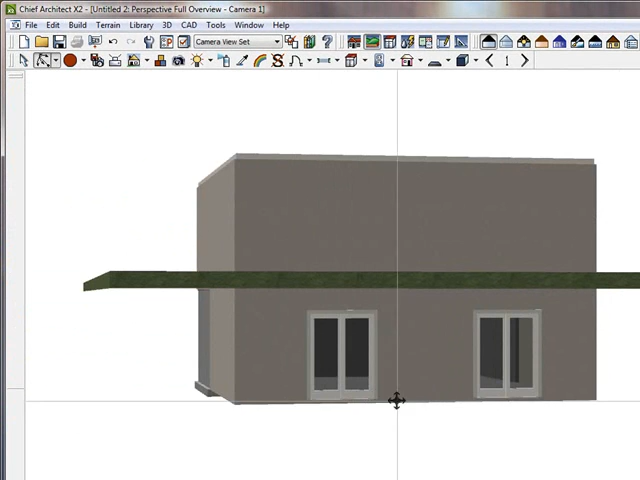 Chief Architect X2 - [Untitled 2: Perspective Full Overview - Camera 1]
File Edit Build Terrain Library 3D CAD Tools Window Help
Camera View Set
1